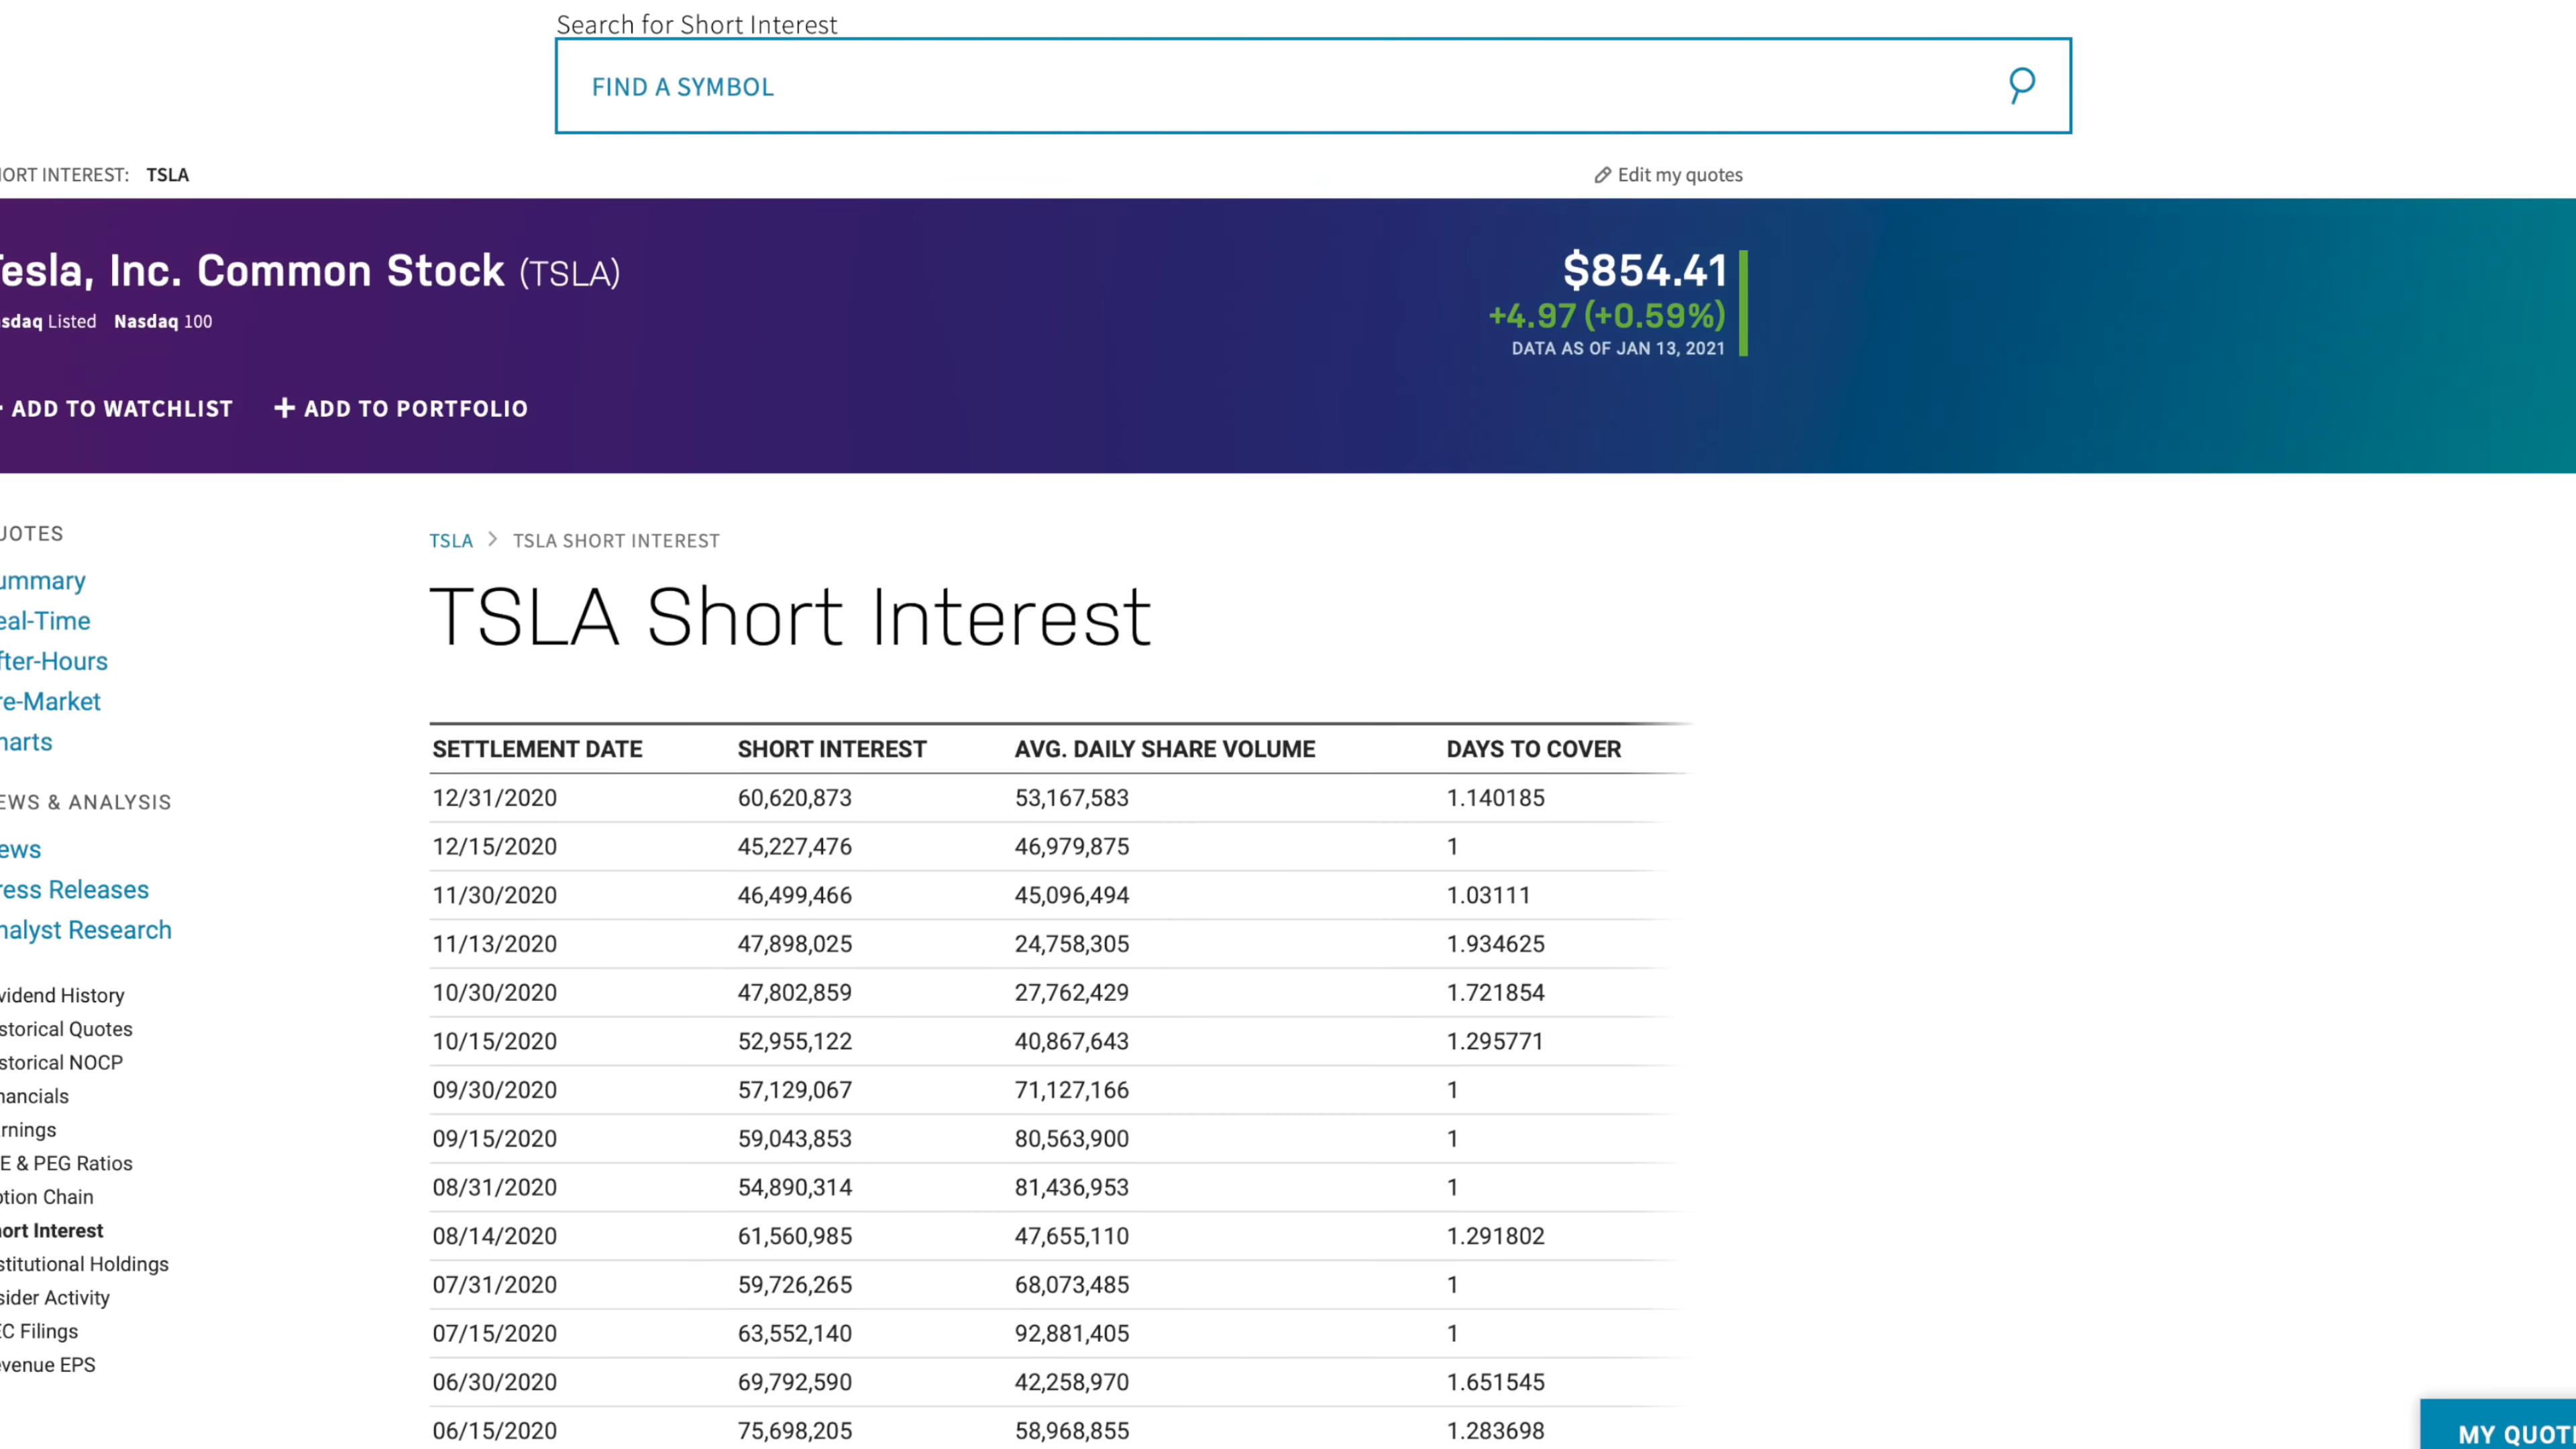 Search for Short Interest
FIND A SYMBOL
ORT INTEREST: TSLA
Edit my quotes
esla, Inc. Common Stock (TSLA)
$854.41
+4.97 (+0.59%)
sdaq Listed Nasdaq 100
DATA AS OF JAN 13, 2021
ADD TO WATCHLIST + ADD TO PORTFOLIO
UOTES
ummary
eal-Time
fter-Hours
re-Market
harts
EWS & ANALYSIS
ews
ress Releases
nalyst Research
vidend History
storical Quotes
storical NOCP
nancials
rnings
E & PEG Ratios
ption Chain
ort Interest
stitutional Holdings
sider Activity
EC Filings
evenue EPS
TSLA > TSLA SHORT INTEREST
TSLA Short Interest
SETTLEMENT DATE SHORT INTEREST AVG. DAILY SHARE VOLUME DAYS TO COVER
12/31/2020 60,620,873 53,167,583 1.140185
12/15/2020 45,227,476 46,979,875 1
11/30/2020 46,499,466 45,096,494 1.03111
11/13/2020 47,898,025 24,758,305 1.934625
10/30/2020 47,802,859 27,762,429 1.721854
10/15/2020 52,955,122 40,867,643 1.295771
09/30/2020 57,129,067 71,127,166 1
09/15/2020 59,043,853 80,563,900 1
08/31/2020 54,890,314 81,436,953 1
08/14/2020 61,560,985 47,655,110 1.291802
07/31/2020 59,726,265 68,073,485 1
07/15/2020 63,552,140 92,881,405 1
06/30/2020 69,792,590 42,258,970 1.651545
06/15/2020 75,698,205 58,968,855 1.283698
MY QUOT